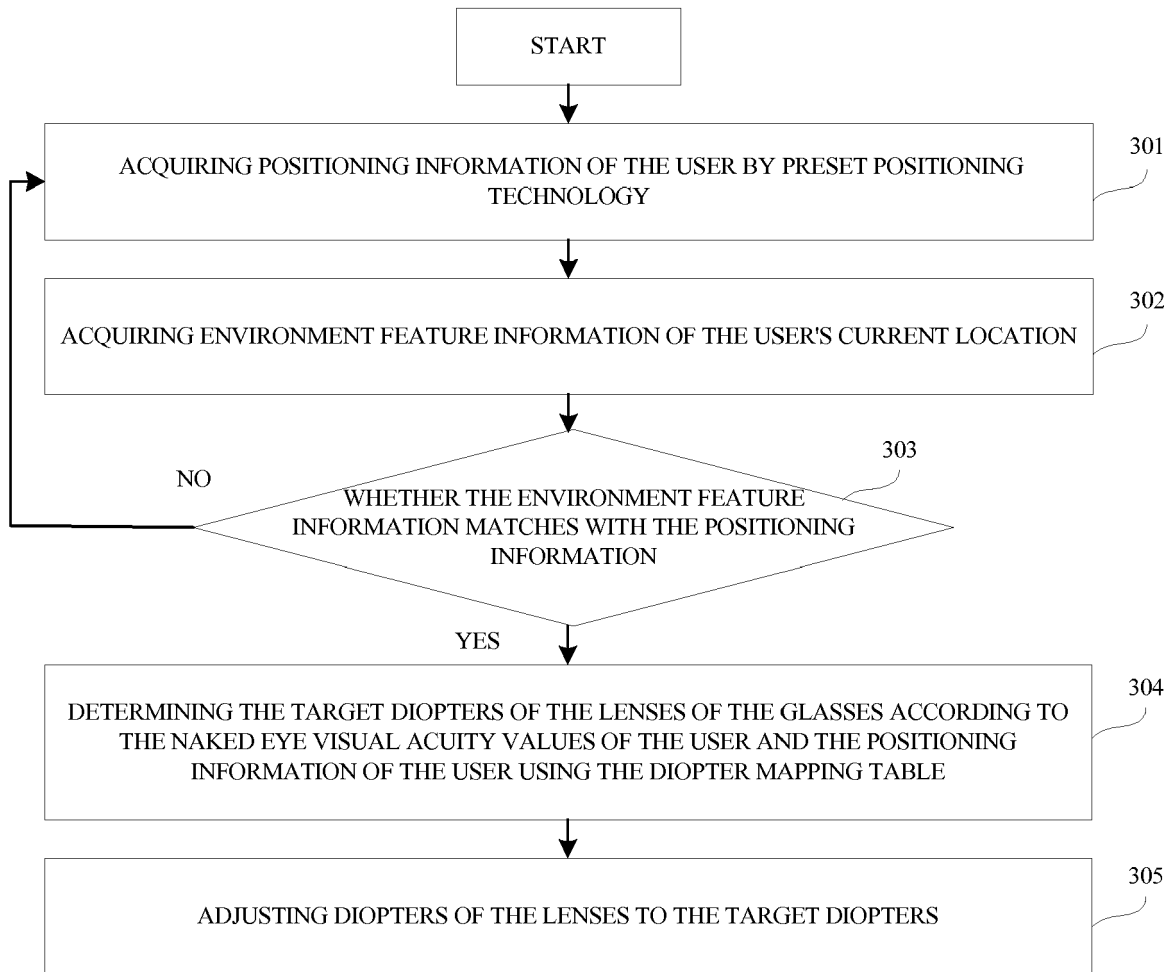 START
ACQUIRING POSITIONING INFORMATION OF THE USER BY PRESET POSITIONING
TECHNOLOGY
301
ACQUIRING ENVIRONMENT FEATURE INFORMATION OF THE USER'S CURRENT LOCATION
302
303
NO
WHETHER THE ENVIRONMENT FEATURE
INFORMATION MATCHES WITH THE POSITIONING
INFORMATION
YES
304
DETERMINING THE TARGET DIOPTERS OF THE LENSES OF THE GLASSES ACCORDING TO
THE NAKED EYE VISUAL ACUITY VALUES OF THE USER AND THE POSITIONING
INFORMATION OF THE USER USING THE DIOPTER MAPPING TABLE
305
ADJUSTING DIOPTERS OF THE LENSES TO THE TARGET DIOPTERS